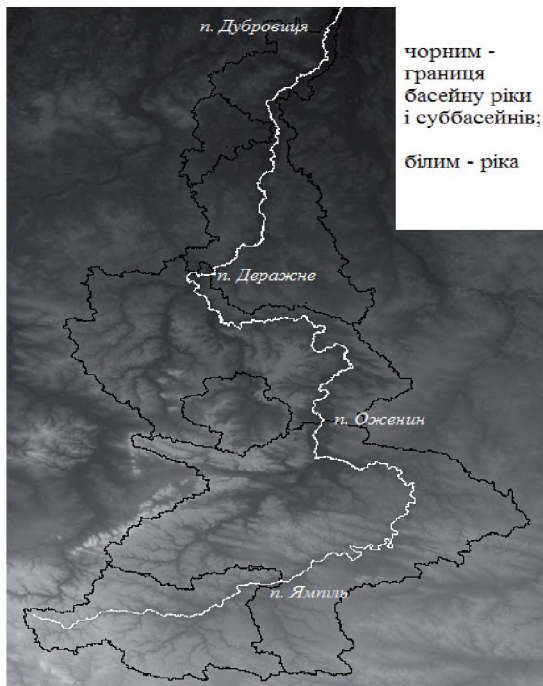 п. Дубровиця
чорним -
границя
басейну ріки
і суббасейнів;
білим - ріка
п. Деражне
п. Оженин
п. Ямпіль